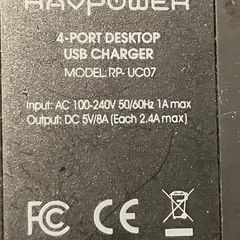 RAVPOWER
4-PORT DESKTOP
USB CHARGER
MODEL: RP- UC07
Input: AC 100-240V 50/60Hz 1A max
Output: DC 5V/8A (Each 2.4A max)
FC CE